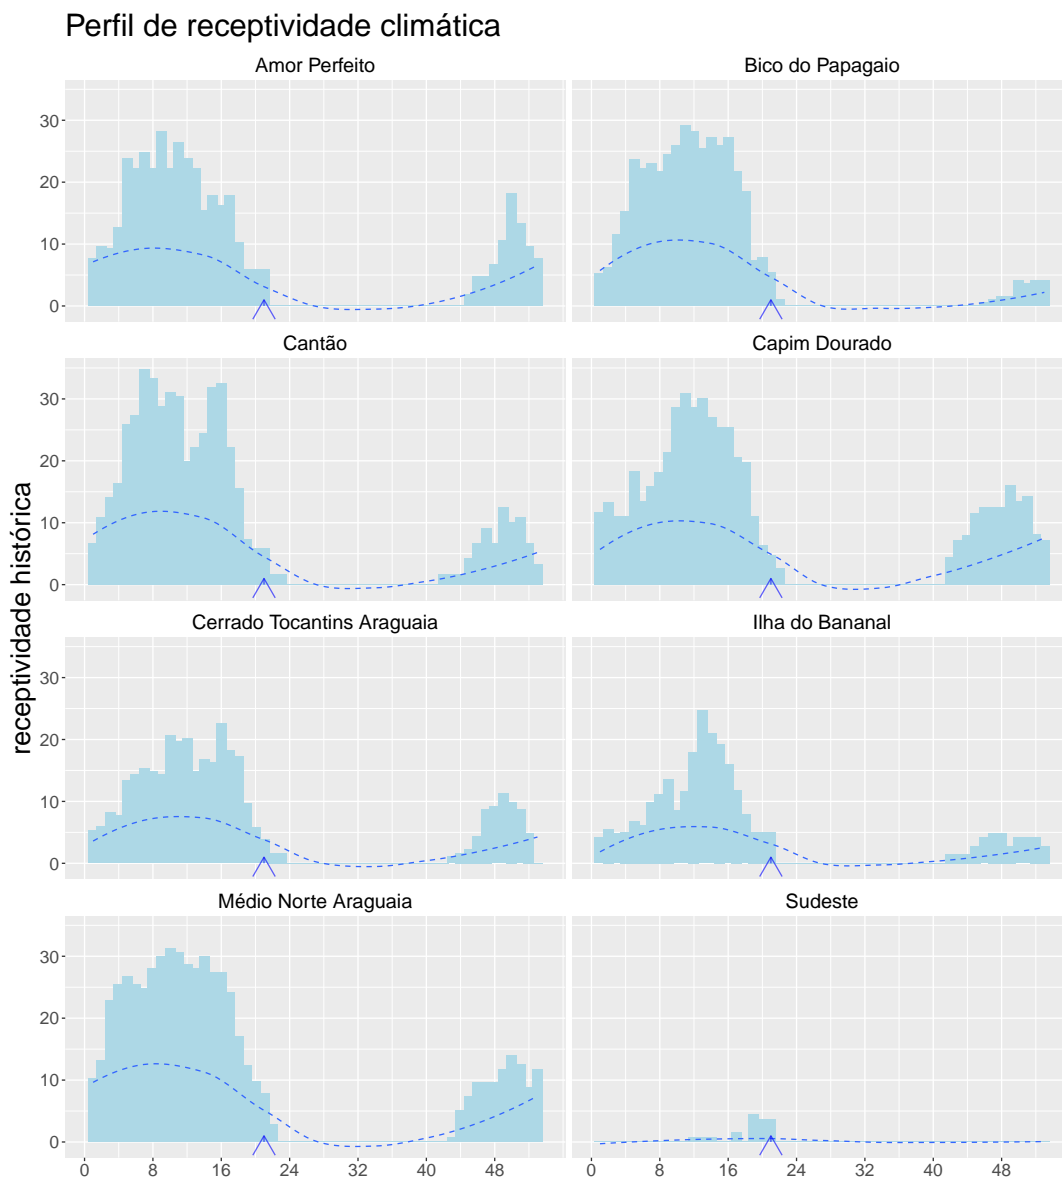 Perfil de receptividade climática
Amor Perfeito
Bico do Papagaio
30
20
10
0
Cantão
Capim Dourado
30
20
10
0
receptividade histórica
Cerrado Tocantins Araguaia
Ilha do Bananal
30
20
10
0
Médio Norte Araguaia
Sudeste
30
20
10
0
0 8 16 24 32 40 48
0 8 16 24 32 40 48